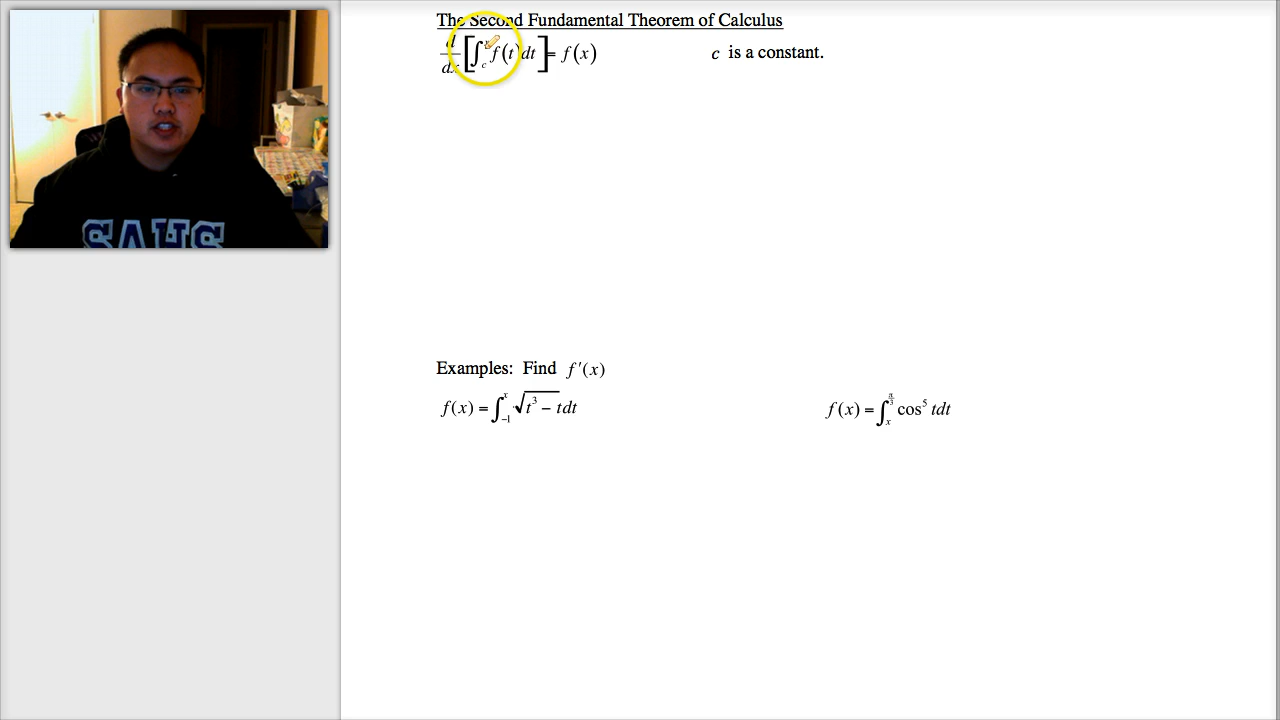 The Second Fundamental Theorem of Calculus
d/dx [∫_c^x f(t)dt] = f(x) c is a constant.
Examples: Find f'(x)
f(x) = ∫_{-1}^x √(t³ − t) dt f(x) = ∫_x^{π/3} cos⁵ tdt
SAHS